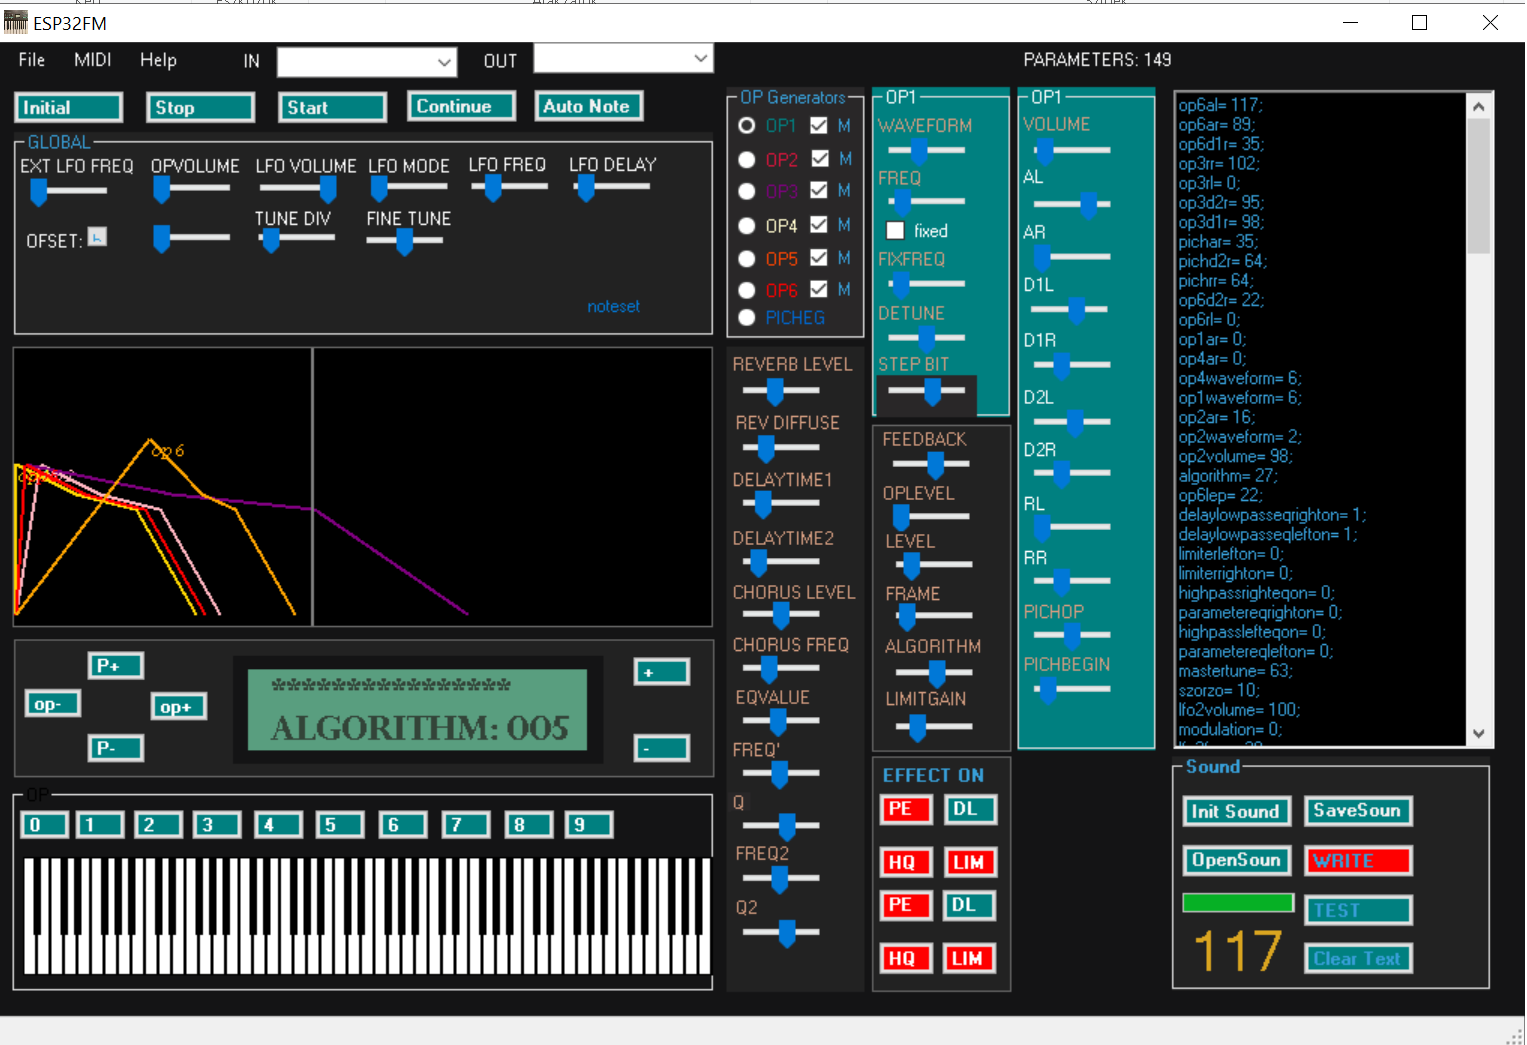 ESP32FM
File MIDI Help IN OUT PARAMETERS: 149
Initial Stop Start Continue Auto Note
GLOBAL
EXT LFO FREQ OPVOLUME LFO VOLUME LFO MODE LFO FREQ LFO DELAY
TUNE DIV FINE TUNE
OFSET:
noteset
op6
P+
op- op+
P-
****************
ALGORITHM: 005
+
-
OP
0 1 2 3 4 5 6 7 8 9
OP Generators
OP1 M
OP2 M
OP3 M
OP4 M
OP5 M
OP6 M
PICHEG
REVERB LEVEL
REV DIFFUSE
DELAYTIME1
DELAYTIME2
CHORUS LEVEL
CHORUS FREQ
EQVALUE
FREQ'
Q
FREQ2
Q2
OP1
WAVEFORM
FREQ
fixed
FIXFREQ
DETUNE
STEP BIT
FEEDBACK
OPLEVEL
LEVEL
FRAME
ALGORITHM
LIMITGAIN
EFFECT ON
PE DL
HQ LIM
PE DL
HQ LIM
OP1
VOLUME
AL
AR
D1L
D1R
D2L
D2R
RL
RR
PICHOP
PICHBEGIN
op6al= 117;
op6ar= 89;
op6d1r= 35;
op3rr= 102;
op3rl= 0;
op3d2r= 95;
op3d1r= 98;
pichar= 35;
pichd2r= 64;
pichrr= 64;
op6d2r= 22;
op6rl= 0;
op1ar= 0;
op4ar= 0;
op4waveform= 6;
op1waveform= 6;
op2ar= 16;
op2waveform= 2;
op2volume= 98;
algorithm= 27;
op6lep= 22;
delaylowpasseqrighton= 1;
delaylowpasseqlefton= 1;
limiterlefton= 0;
limiterrighton= 0;
highpassrighteqon= 0;
parametereqrighton= 0;
highpasslefteqon= 0;
parametereqlefton= 0;
mastertune= 63;
szorzo= 10;
lfo2volume= 100;
modulation= 0;
Sound
Init Sound SaveSoun
OpenSoun WRITE
TEST
117
Clear Text